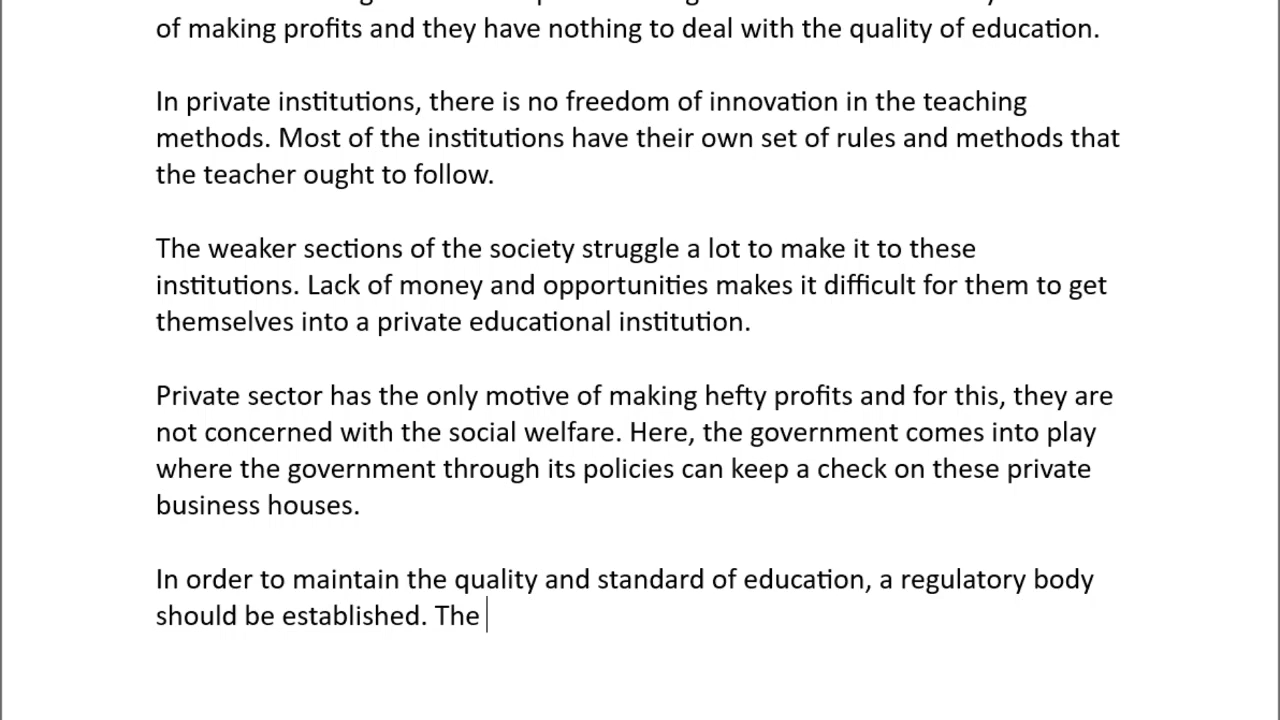 of making profits and they have nothing to deal with the quality of education.
In private institutions, there is no freedom of innovation in the teaching
methods. Most of the institutions have their own set of rules and methods that
the teacher ought to follow.
The weaker sections of the society struggle a lot to make it to these
institutions. Lack of money and opportunities makes it difficult for them to get
themselves into a private educational institution.
Private sector has the only motive of making hefty profits and for this, they are
not concerned with the social welfare. Here, the government comes into play
where the government through its policies can keep a check on these private
business houses.
In order to maintain the quality and standard of education, a regulatory body
should be established. The